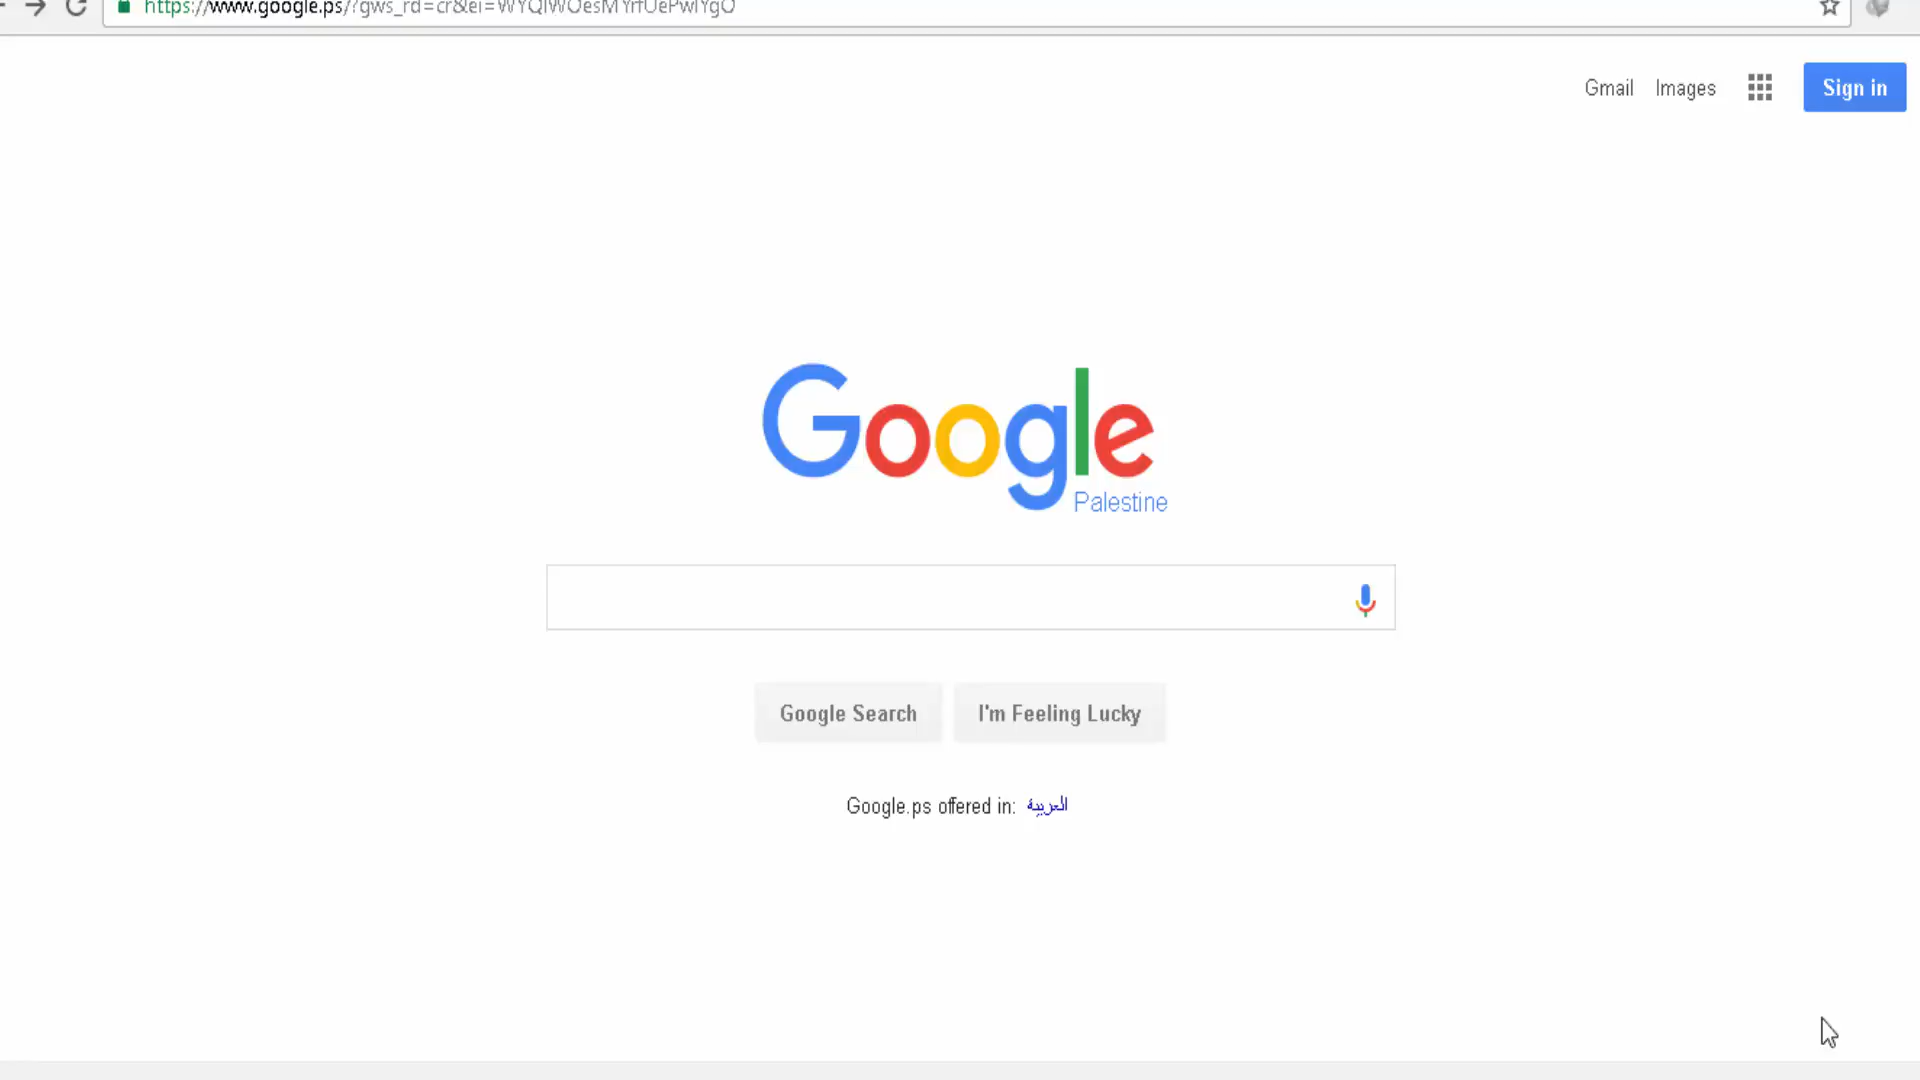 https://www.google.ps/?gws_rd=cr&ei=
Gmail Images Sign in
Google
Palestine
Google Search I'm Feeling Lucky
Google.ps offered in: العربية